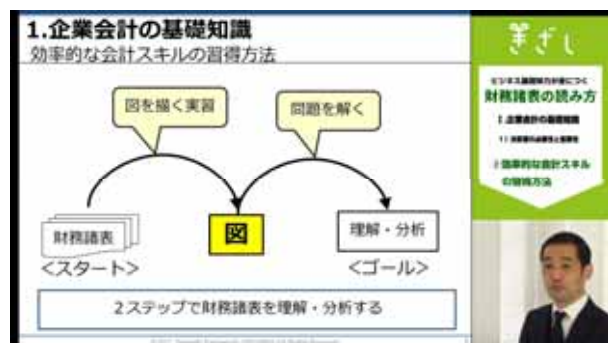 1.企業会計の基礎知識
効率的な会計スキルの習得方法
図を描く実習
問題を解く
財務諸表
図
理解・分析
<スタート>
<ゴール>
2ステップで財務諸表を理解・分析する
きざし
財務諸表の読み方
1.企業会計の基礎知識
効率的な会計スキル
の習得方法